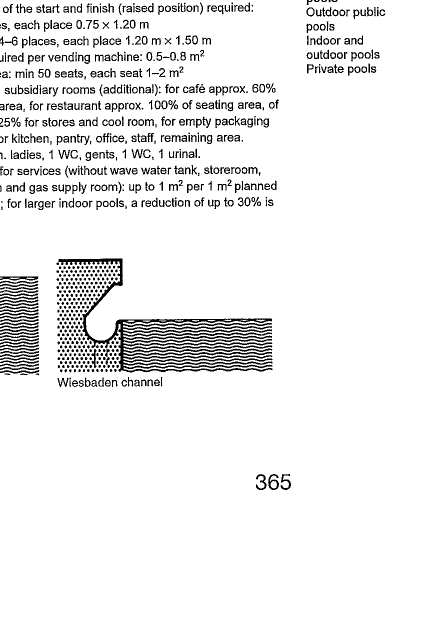 of the start and finish (raised position) required:
es, each place 0.75 × 1.20 m
4–6 places, each place 1.20 m × 1.50 m
uired per vending machine: 0.5–0.8 m²
ea: min 50 seats, each seat 1–2 m²
subsidiary rooms (additional): for café approx. 60%
area, for restaurant approx. 100% of seating area, of
25% for stores and cool room, for empty packaging
or kitchen, pantry, office, staff, remaining area.
n. ladies, 1 WC, gents, 1 WC, 1 urinal.
for services (without wave water tank, storeroom,
n and gas supply room): up to 1 m² per 1 m² planned
; for larger indoor pools, a reduction of up to 30% is
pools
Outdoor public
pools
Indoor and
outdoor pools
Private pools
Wiesbaden channel
365